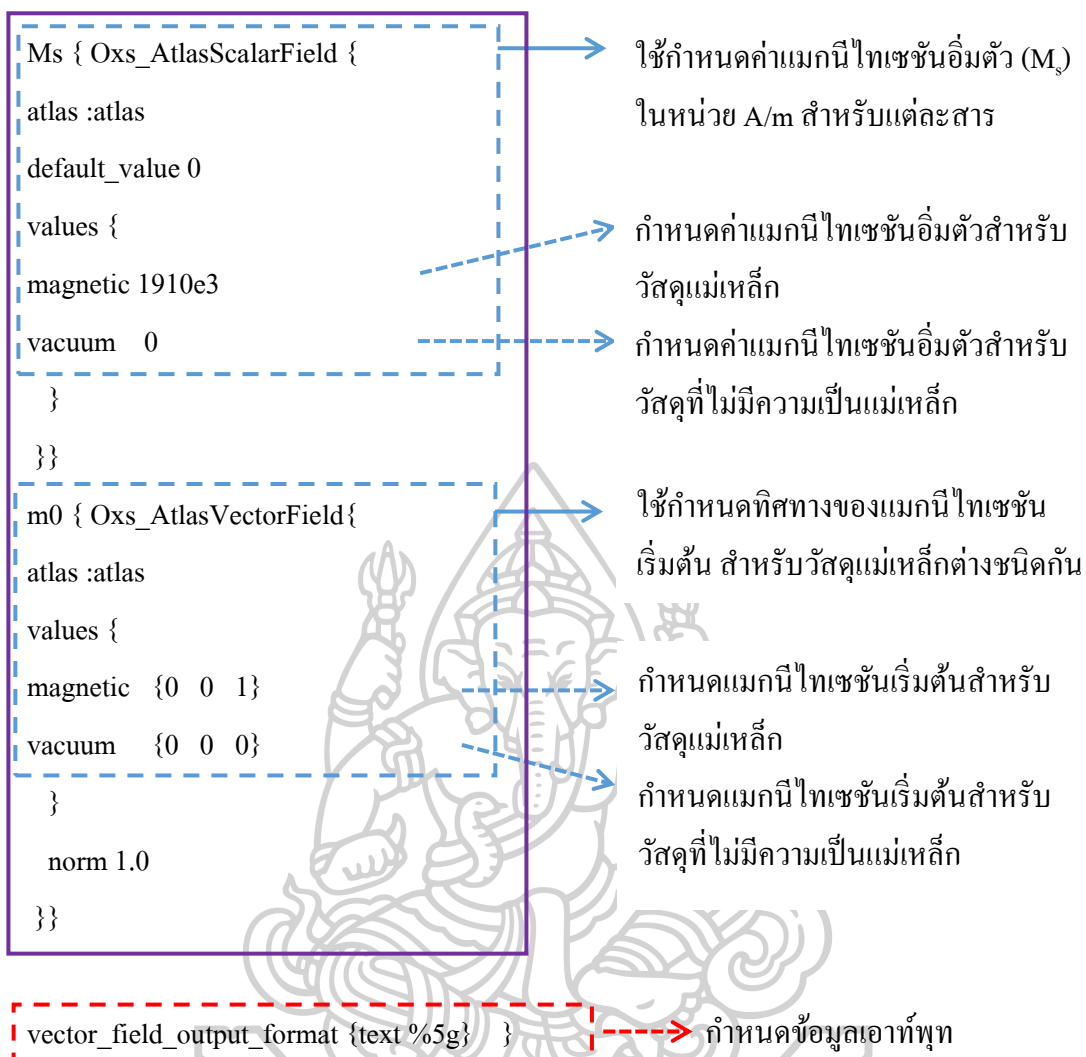 Ms { Oxs_AtlasScalarField {
ใช้กำหนดค่าแมกนีไทเซชันอิ่มตัว (Ms)
atlas :atlas
ในหน่วย A/m สำหรับแต่ละสาร
default_value 0
values {
กำหนดค่าแมกนีไทเซชันอิ่มตัวสำหรับ
magnetic 1910e3
วัสดุแม่เหล็ก
vacuum 0
กำหนดค่าแมกนีไทเซชันอิ่มตัวสำหรับ
}
วัสดุที่ไม่มีความเป็นแม่เหล็ก
}}
m0 { Oxs_AtlasVectorField{
ใช้กำหนดทิศทางของแมกนีไทเซชัน
atlas :atlas
เริ่มต้น สำหรับวัสดุแม่เหล็กต่างชนิดกัน
values {
magnetic {0 0 1}
กำหนดแมกนีไทเซชันเริ่มต้นสำหรับ
vacuum {0 0 0}
วัสดุแม่เหล็ก
}
กำหนดแมกนีไทเซชันเริ่มต้นสำหรับ
norm 1.0
วัสดุที่ไม่มีความเป็นแม่เหล็ก
}}
vector_field_output_format {text %5g} }
กำหนดข้อมูลเอาท์พุท